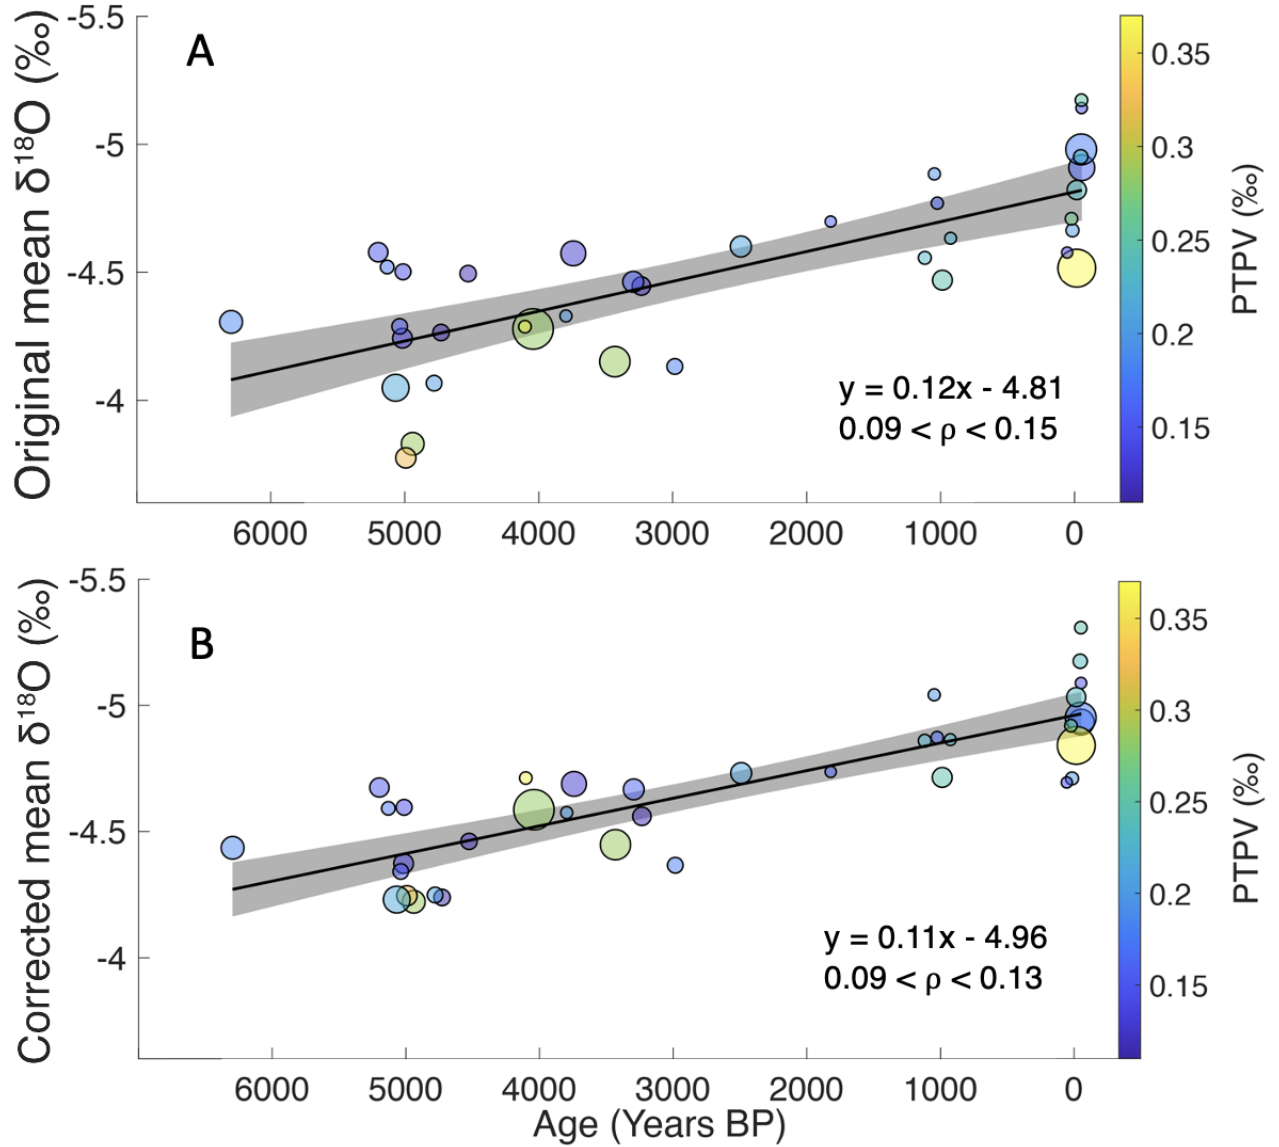 A
Original mean δ¹⁸O (‰)
-5.5
-5
-4.5
-4
6000 5000 4000 3000 2000 1000 0
y = 0.12x - 4.81
0.09 < ρ < 0.15
0.35
0.3
0.25
0.2
0.15
PTPV (‰)
B
Corrected mean δ¹⁸O (‰)
-5.5
-5
-4.5
-4
6000 5000 4000 3000 2000 1000 0
Age (Years BP)
y = 0.11x - 4.96
0.09 < ρ < 0.13
0.35
0.3
0.25
0.2
0.15
PTPV (‰)